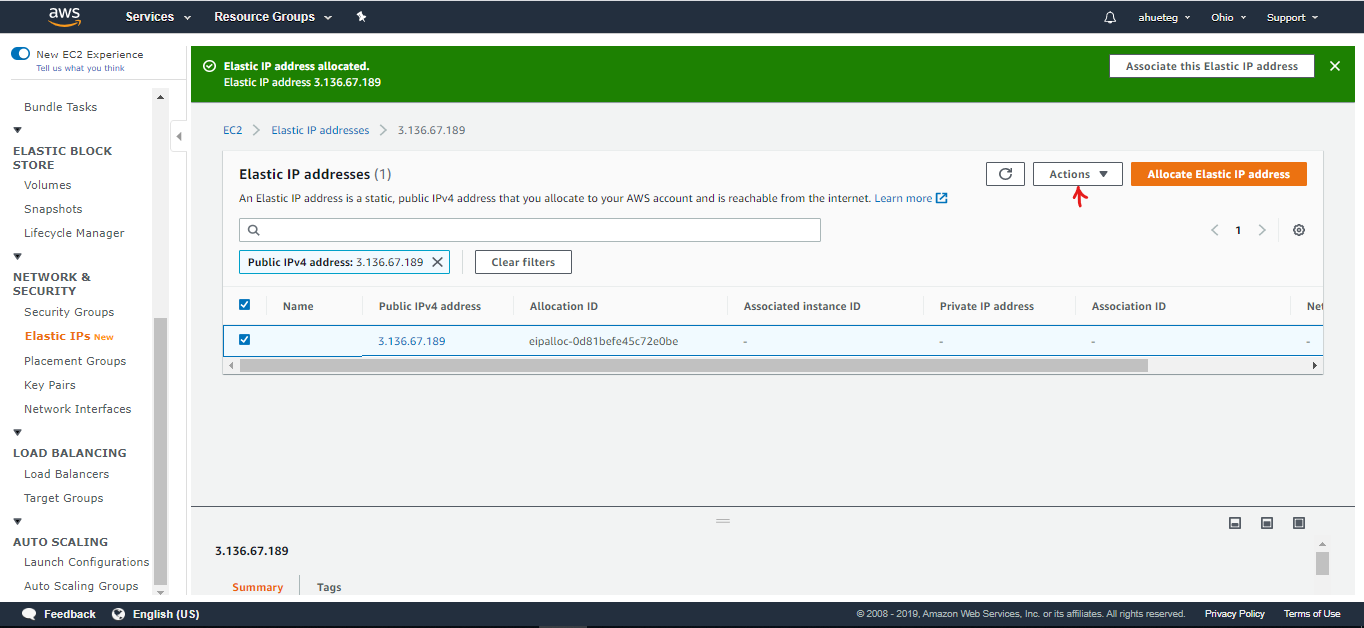 aws Services Resource Groups ahueteg Ohio Support
New EC2 Experience
Tell us what you think
Bundle Tasks
ELASTIC BLOCK
STORE
Volumes
Snapshots
Lifecycle Manager
NETWORK &
SECURITY
Security Groups
Elastic IPs New
Placement Groups
Key Pairs
Network Interfaces
LOAD BALANCING
Load Balancers
Target Groups
AUTO SCALING
Launch Configurations
Auto Scaling Groups
Elastic IP address allocated.
Elastic IP address 3.136.67.189
Associate this Elastic IP address
EC2 > Elastic IP addresses > 3.136.67.189
Elastic IP addresses (1)
Actions
Allocate Elastic IP address
An Elastic IP address is a static, public IPv4 address that you allocate to your AWS account and is reachable from the internet. Learn more
1
Public IPv4 address: 3.136.67.189
Clear filters
Name Public IPv4 address Allocation ID Associated instance ID Private IP address Association ID Net
3.136.67.189 eipalloc-0d81befe45c72e0be - - - -
3.136.67.189
Summary Tags
Feedback English (US) © 2008 - 2019, Amazon Web Services, Inc. or its affiliates. All rights reserved. Privacy Policy Terms of Use